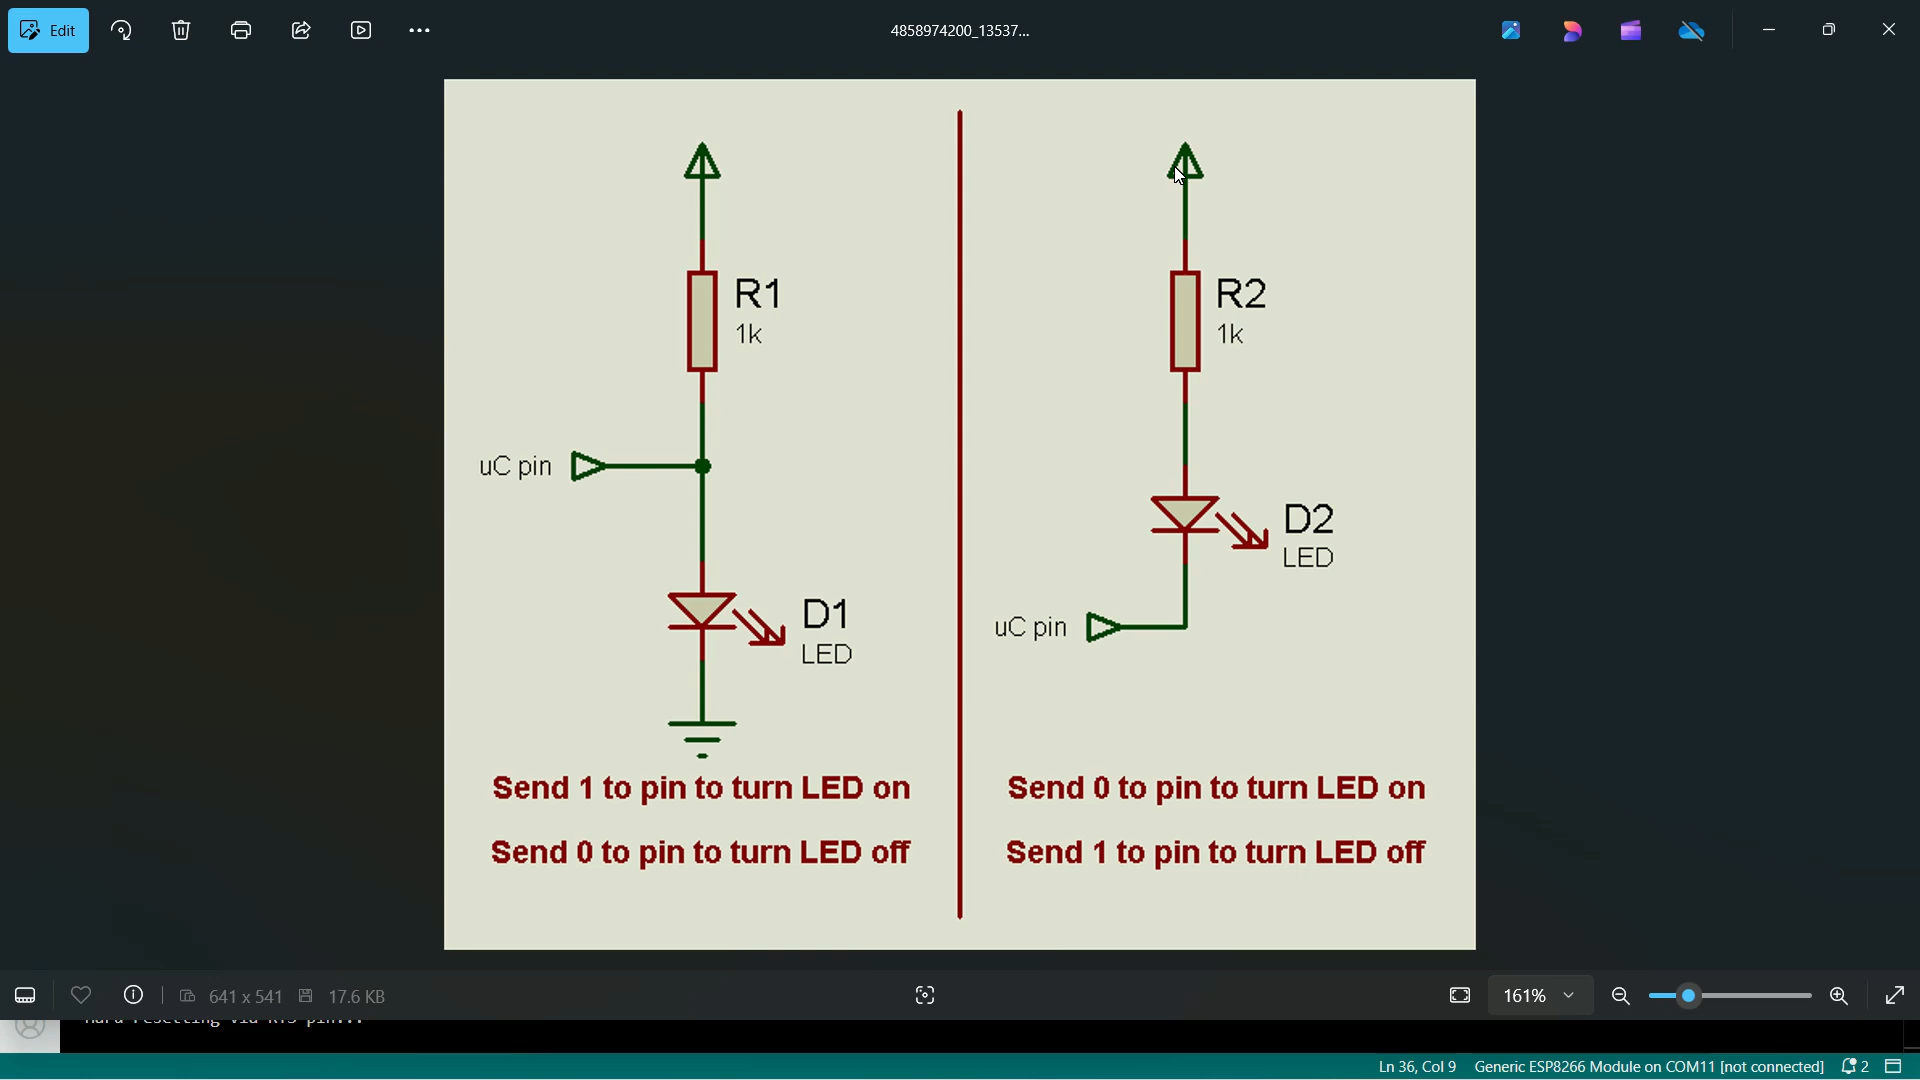 Edit
4858974200_13537...
R1
1k
R2
1k
uC pin
D2
LED
D1
LED
uC pin
Send 1 to pin to turn LED on
Send 0 to pin to turn LED off
Send 0 to pin to turn LED on
Send 1 to pin to turn LED off
641 x 541
17.6 KB
161%
Ln 36, Col 9
Generic ESP8266 Module on COM11 [not connected]
2